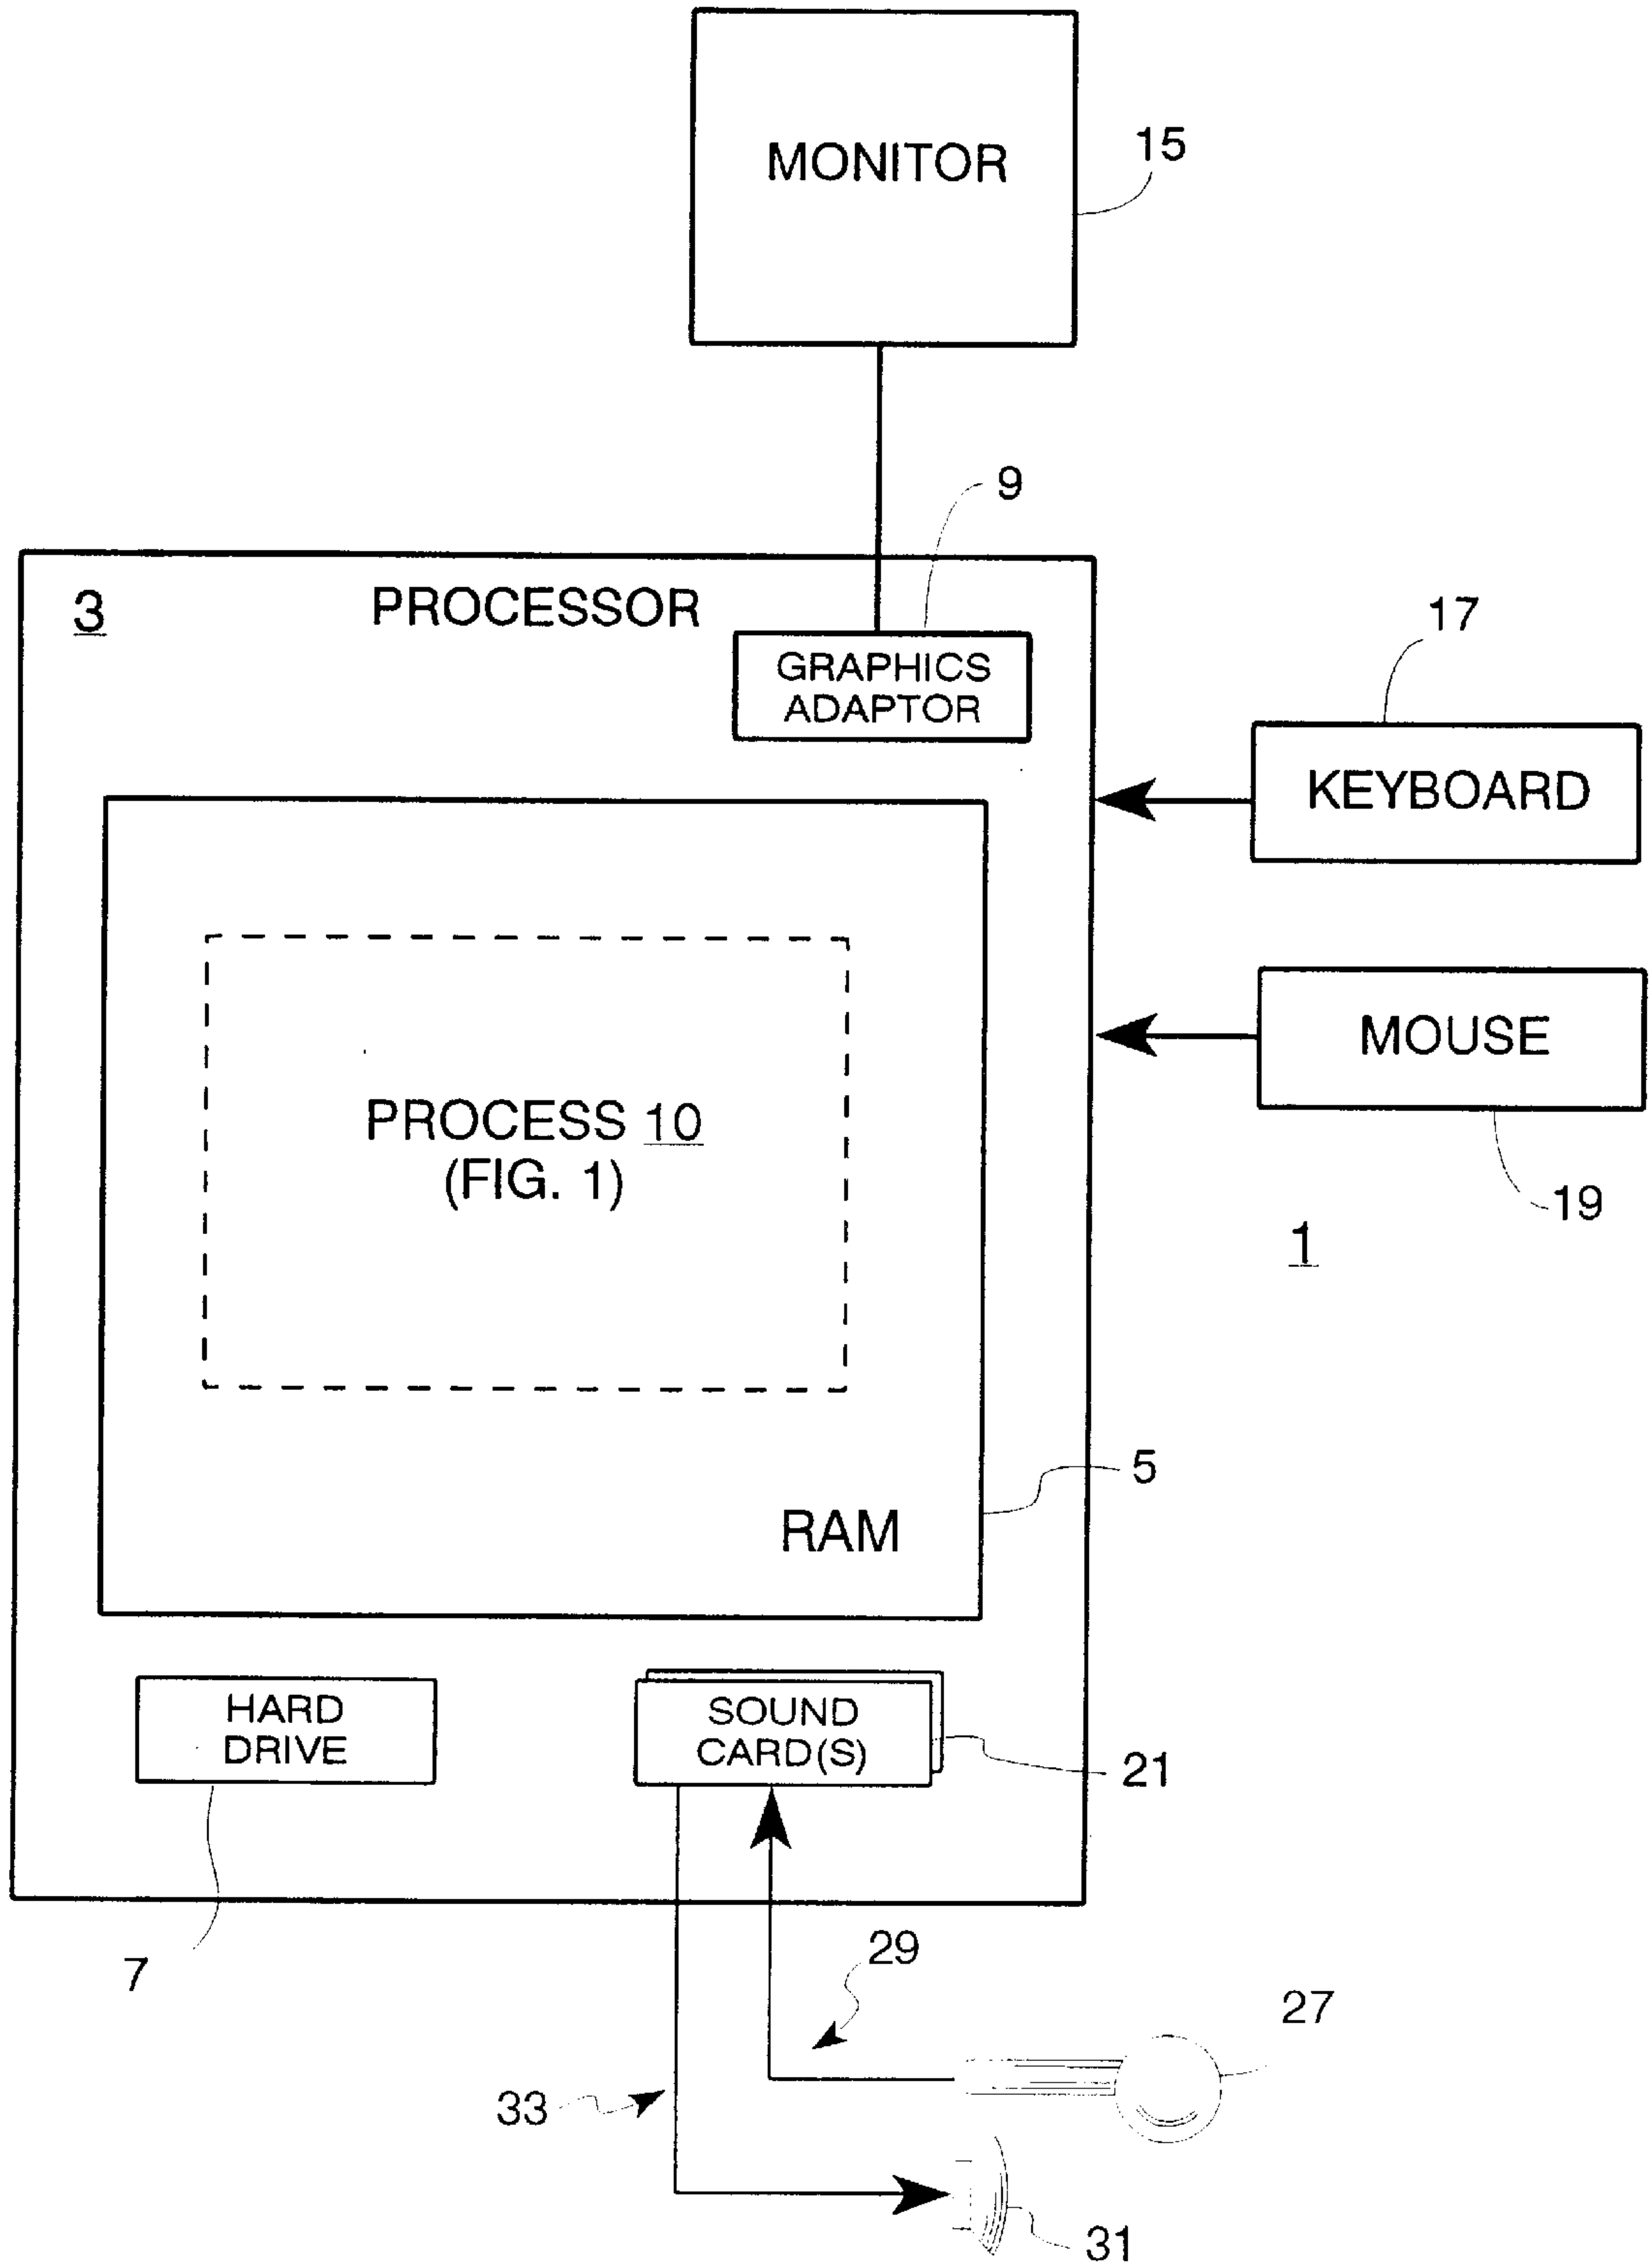 MONITOR
15
9
3
PROCESSOR
GRAPHICS
ADAPTOR
17
KEYBOARD
MOUSE
19
1
PROCESS 10
(FIG. 1)
5
RAM
HARD
DRIVE
SOUND
CARD(S)
21
7
29
27
33
31